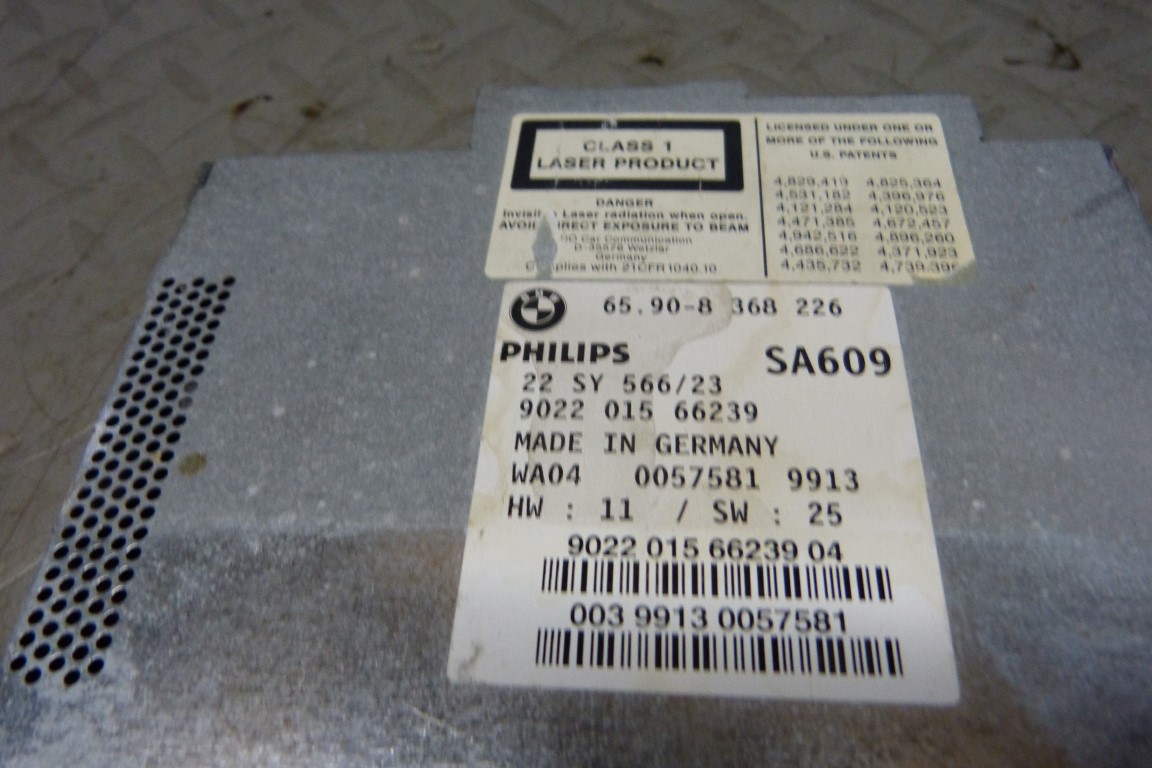 CLASS 1
LASER PRODUCT
DANGER
Laser radiation when open.
DIRECT EXPOSURE TO BEAM
Car Communication
D-35576 Wetzlar
Germany
with 21CFR1040.10
LICENSED UNDER ONE OR
MORE OF THE FOLLOWING
U.S. PATENTS
4,829,419 4,825,364
4,531,182 4,396,976
4,121,284 4,120,523
4,471,385 4,672,457
4,942,516 4,896,260
4,686,622 4,371,923
4,435,732
BMW
65.90-8 368 226
PHILIPS SA609
22 SY 566/23
9022 015 66239
MADE IN GERMANY
WA04 0057581 9913
HW : 11 / SW : 25
9022 015 66239 04
003 9913 0057581